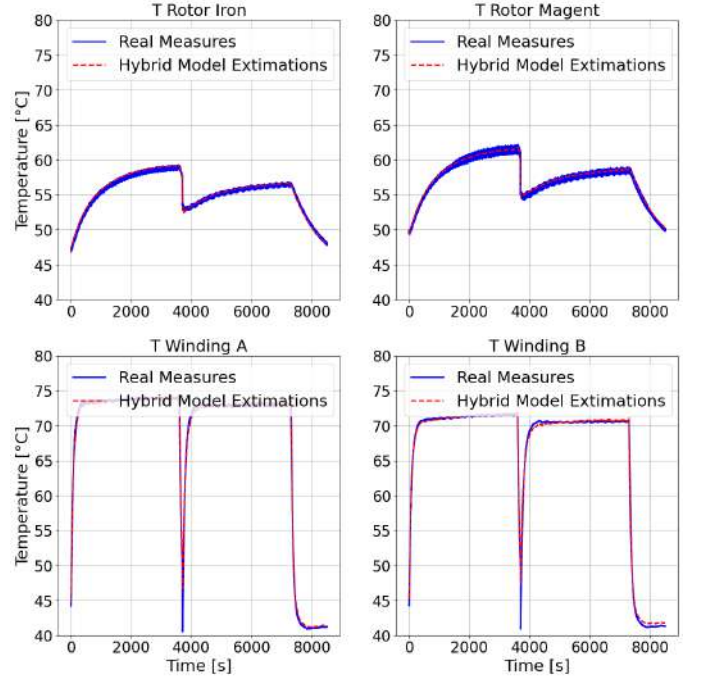 T Rotor Iron
80
75
70
65
60
55
50
45
40
Temperature [°C]
Real Measures
Hybrid Model Extimations
0 2000 4000 6000 8000
T Rotor Magent
80
75
70
65
60
55
50
45
40
Real Measures
Hybrid Model Extimations
0 2000 4000 6000 8000
T Winding A
80
75
70
65
60
55
50
45
40
Temperature [°C]
Real Measures
Hybrid Model Extimations
0 2000 4000 6000 8000
Time [s]
T Winding B
80
75
70
65
60
55
50
45
40
Real Measures
Hybrid Model Extimations
0 2000 4000 6000 8000
Time [s]